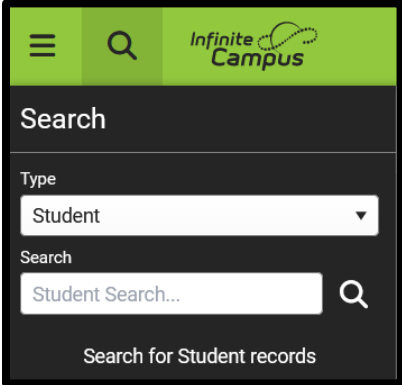 Infinite
Campus
Search
Type
Student
Search
Student Search...
Search for Student records